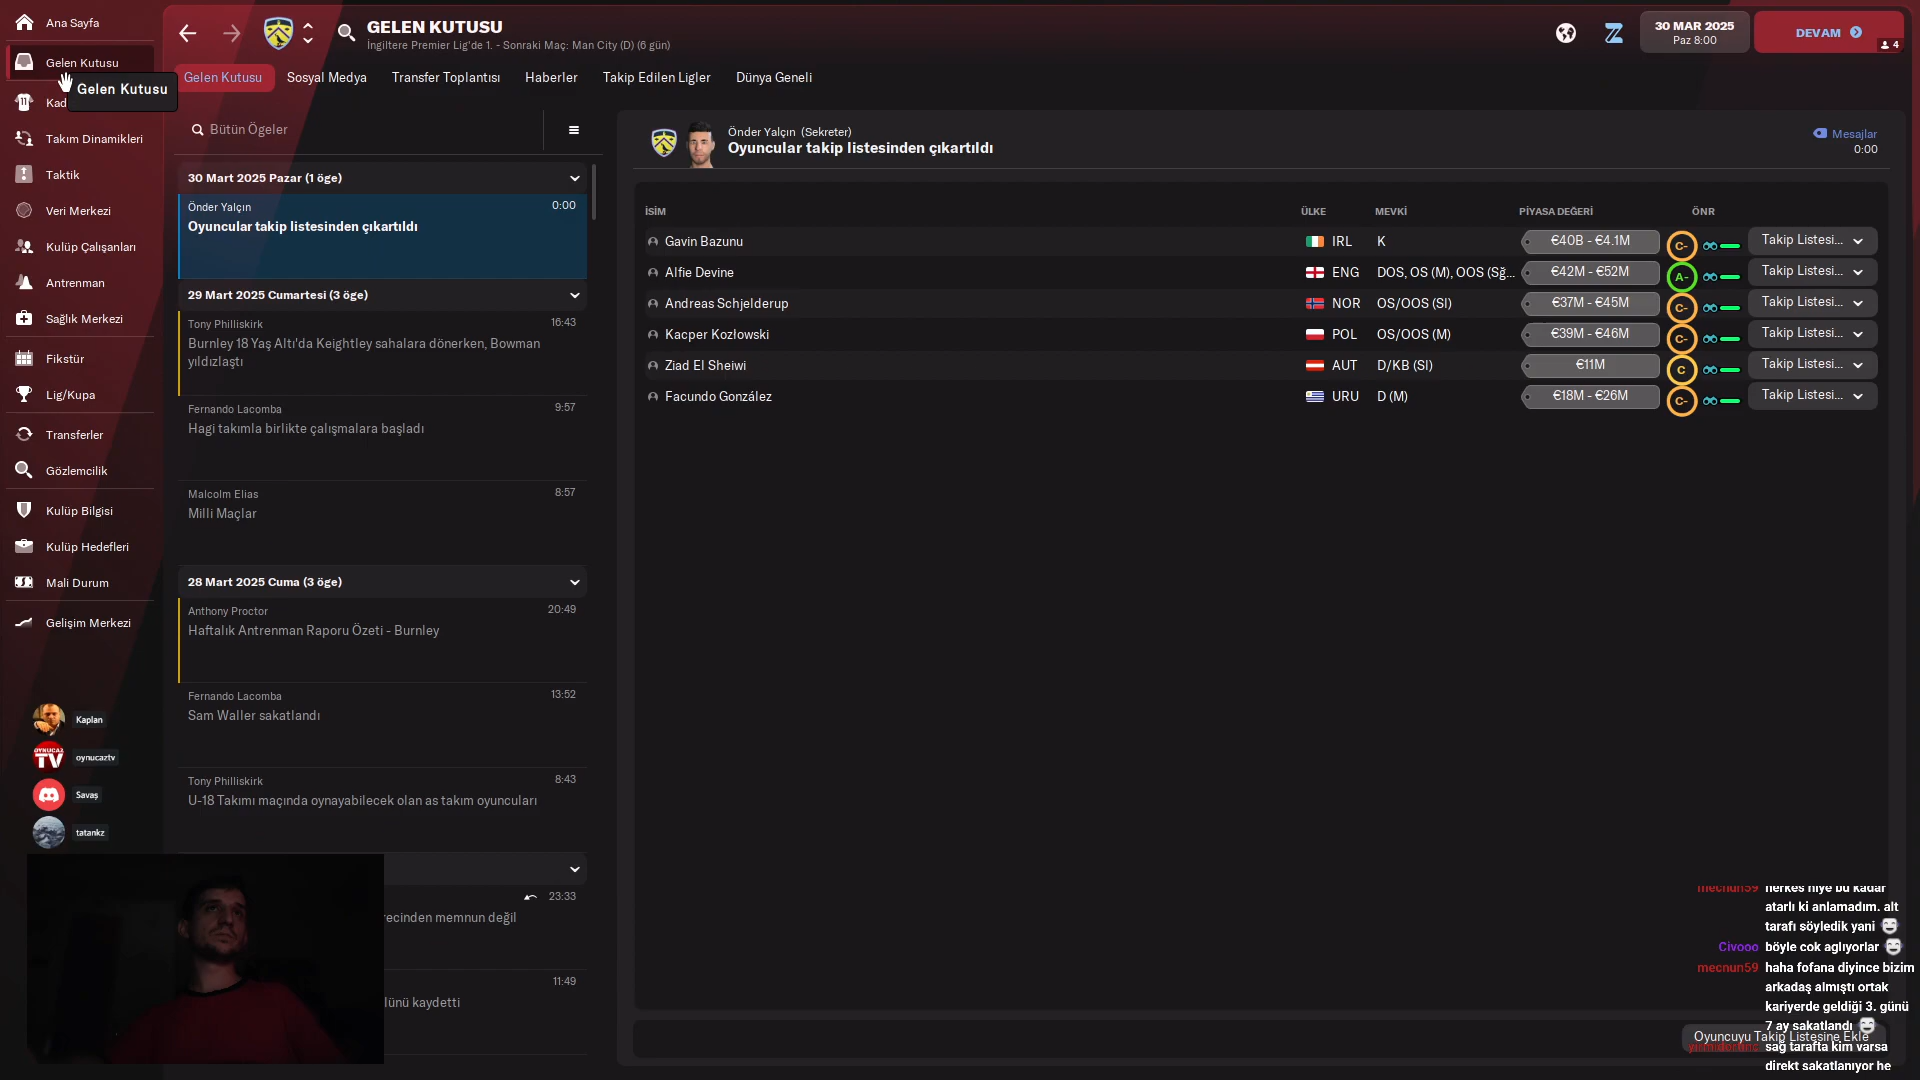 Ana Sayfa
Gelen Kutusu
Gelen Kutusu
Kad
Takım Dinamikleri
Taktik
Veri Merkezi
Kulüp Çalışanları
Antrenman
Sağlık Merkezi
Fikstür
Lig/Kupa
Transferler
Gözlemcilik
Kulüp Bilgisi
Kulüp Hedefleri
Mali Durum
Gelişim Merkezi
Kaplan
OYNUCAZ TV
oynucaztv
Savaş
tatankz
GELEN KUTUSU
İngiltere Premier Lig'de 1. - Sonraki Maç: Man City (D) (6 gün)
30 MAR 2025
Paz 8:00
DEVAM
4
Gelen Kutusu Sosyal Medya Transfer Toplantısı Haberler Takip Edilen Ligler Dünya Geneli
Bütün Ögeler
30 Mart 2025 Pazar (1 öge)
Önder Yalçın 0:00
Oyuncular takip listesinden çıkartıldı
29 Mart 2025 Cumartesi (3 öge)
Tony Philliskirk 16:43
Burnley 18 Yaş Altı'da Keightley sahalara dönerken, Bowman
yıldızlaştı
Fernando Lacomba 9:57
Hagi takımla birlikte çalışmalara başladı
Malcolm Elias 8:57
Milli Maçlar
28 Mart 2025 Cuma (3 öge)
Anthony Proctor 20:49
Haftalık Antrenman Raporu Özeti - Burnley
Fernando Lacomba 13:52
Sam Waller sakatlandı
Tony Philliskirk 8:43
U-18 Takımı maçında oynayabilecek olan as takım oyuncuları
23:33
recinden memnun değil
11:49
lünü kaydetti
Önder Yalçın (Sekreter)
Oyuncular takip listesinden çıkartıldı
Mesajlar
0:00
İSİM ÜLKE MEVKİ PİYASA DEĞERİ ÖNR
Gavin Bazunu IRL K €40B - €4.1M C- Takip Listesi...
Alfie Devine ENG DOS, OS (M), OOS (Sğ... €42M - €52M A- Takip Listesi...
Andreas Schjelderup NOR OS/OOS (Sl) €37M - €45M C- Takip Listesi...
Kacper Kozłowski POL OS/OOS (M) €39M - €46M C- Takip Listesi...
Ziad El Sheiwi AUT D/KB (Sl) €11M C Takip Listesi...
Facundo González URU D (M) €18M - €26M C- Takip Listesi...
mecnun59 herkes niye bu kadar
atarlı ki anlamadım. alt
tarafı söyledik yani
Civooo böyle cok aglıyorlar
mecnun59 haha fofana diyince bizim
arkadaş almıştı ortak
kariyerde geldiği 3. günü
7 ay sakatlandı
Oyuncuyu Takip Listesine Ekle
sağ tarafta kim varsa
direkt sakatlanıyor he